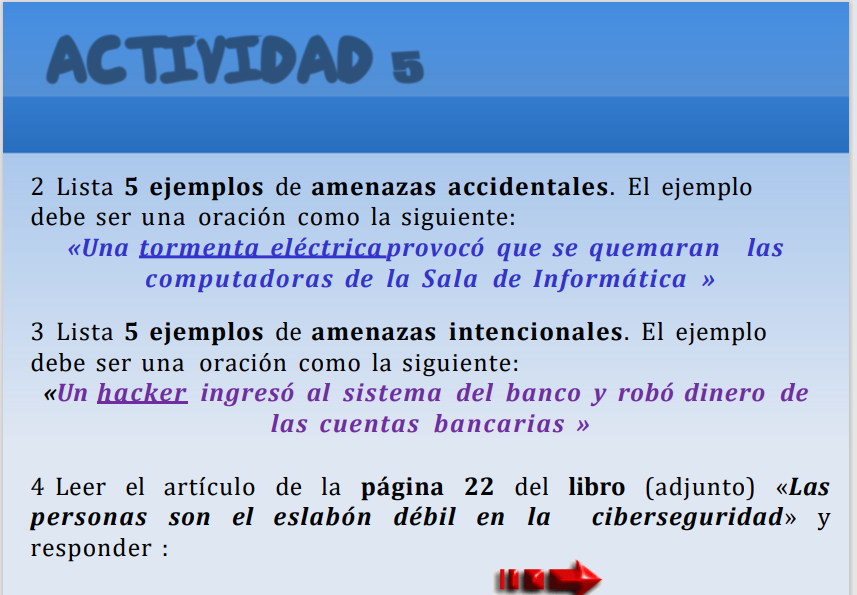 ACTIVIDAD 5
2 Lista 5 ejemplos de amenazas accidentales. El ejemplo
debe ser una oración como la siguiente:
«Una tormenta eléctrica provocó que se quemaran las
computadoras de la Sala de Informática »
3 Lista 5 ejemplos de amenazas intencionales. El ejemplo
debe ser una oración como la siguiente:
«Un hacker ingresó al sistema del banco y robó dinero de
las cuentas bancarias »
4 Leer el artículo de la página 22 del libro (adjunto) «Las
personas son el eslabón débil en la ciberseguridad» y
responder :